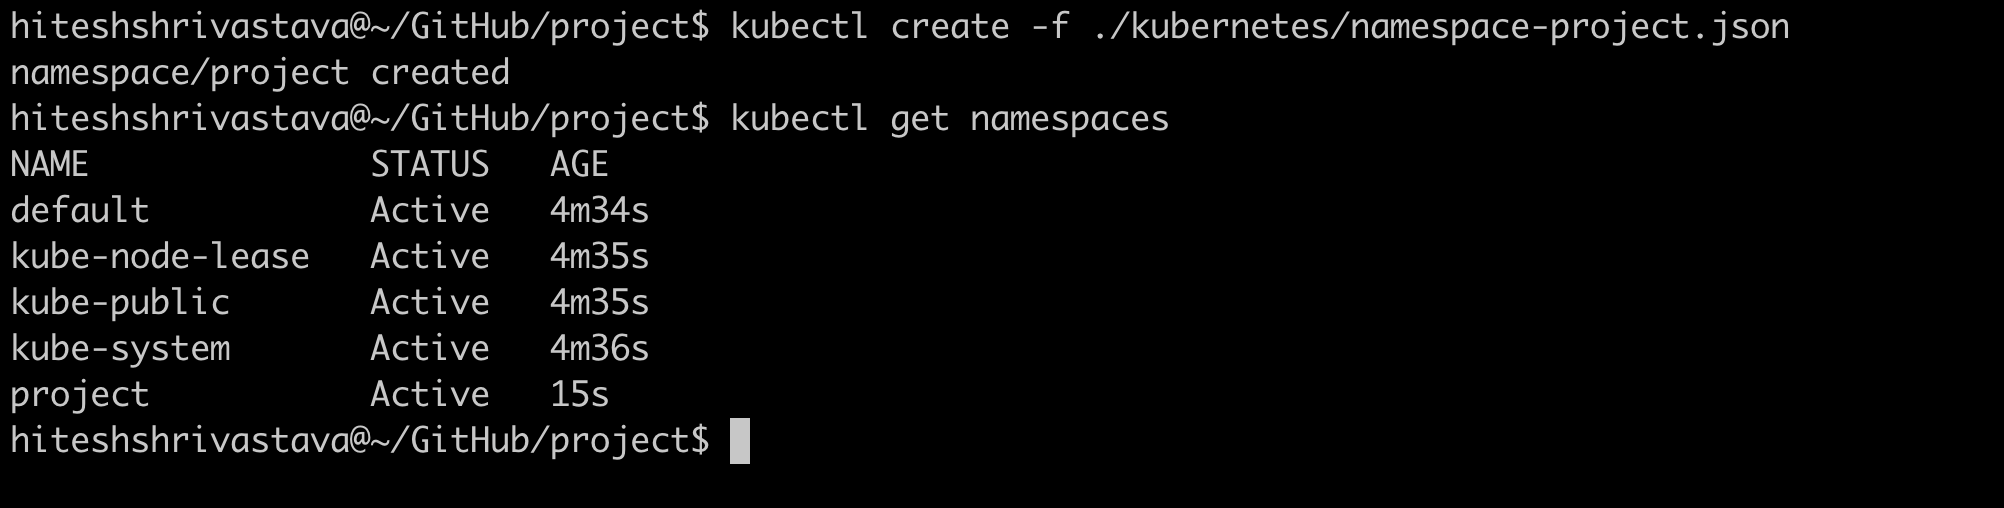 hiteshshrivastava@~/GitHub/project$ kubectl create -f ./kubernetes/namespace-project.json
namespace/project created
hiteshshrivastava@~/GitHub/project$ kubectl get namespaces
NAME              STATUS   AGE
default           Active   4m34s
kube-node-lease   Active   4m35s
kube-public       Active   4m35s
kube-system       Active   4m36s
project           Active   15s
hiteshshrivastava@~/GitHub/project$